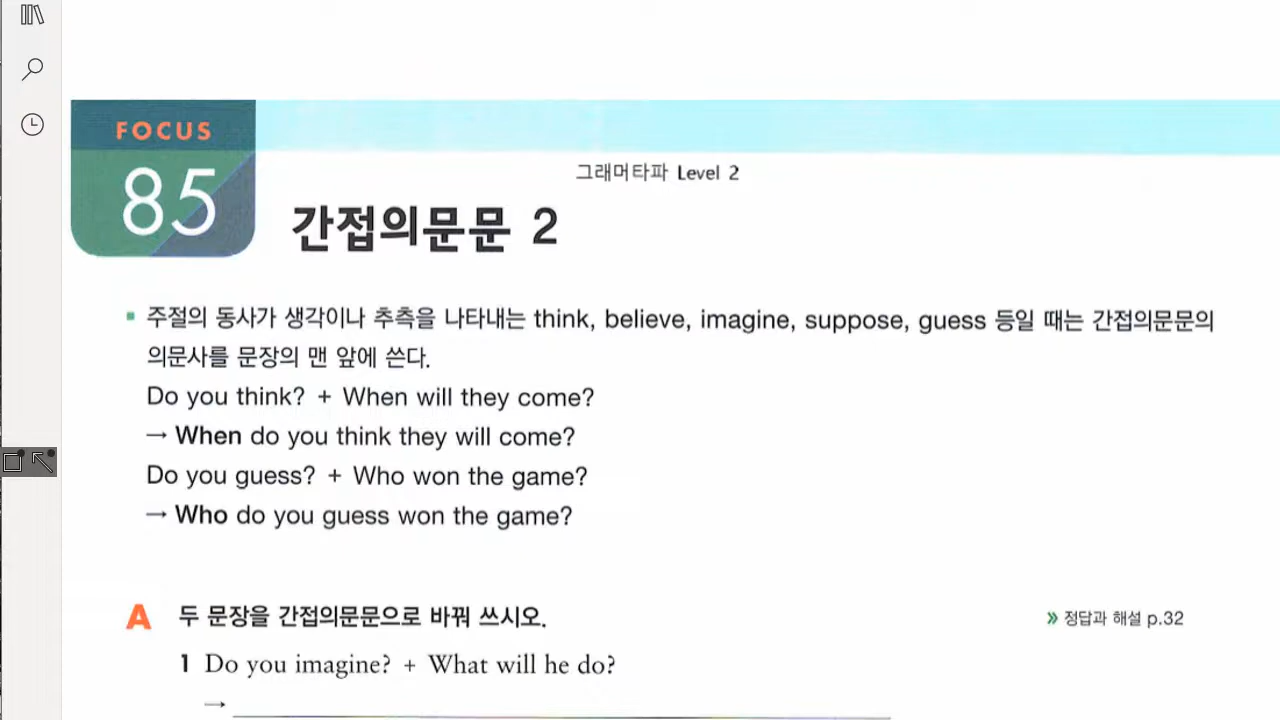 FOCUS
85
그래머타파 Level 2
간접의문문 2
▪ 주절의 동사가 생각이나 추측을 나타내는 think, believe, imagine, suppose, guess 등일 때는 간접의문문의
의문사를 문장의 맨 앞에 쓴다.
Do you think? + When will they come?
→ When do you think they will come?
Do you guess? + Who won the game?
→ Who do you guess won the game?
A 두 문장을 간접의문문으로 바꿔 쓰시오.
» 정답과 해설 p.32
1 Do you imagine? + What will he do?
→